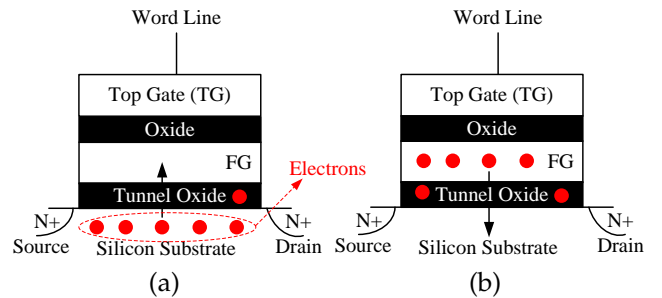 Word Line
Top Gate (TG)
Oxide
FG
Tunnel Oxide
Electrons
N+
Source
Silicon Substrate
N+
Drain
(a)
Word Line
Top Gate (TG)
Oxide
FG
Tunnel Oxide
N+
Source
Silicon Substrate
N+
Drain
(b)